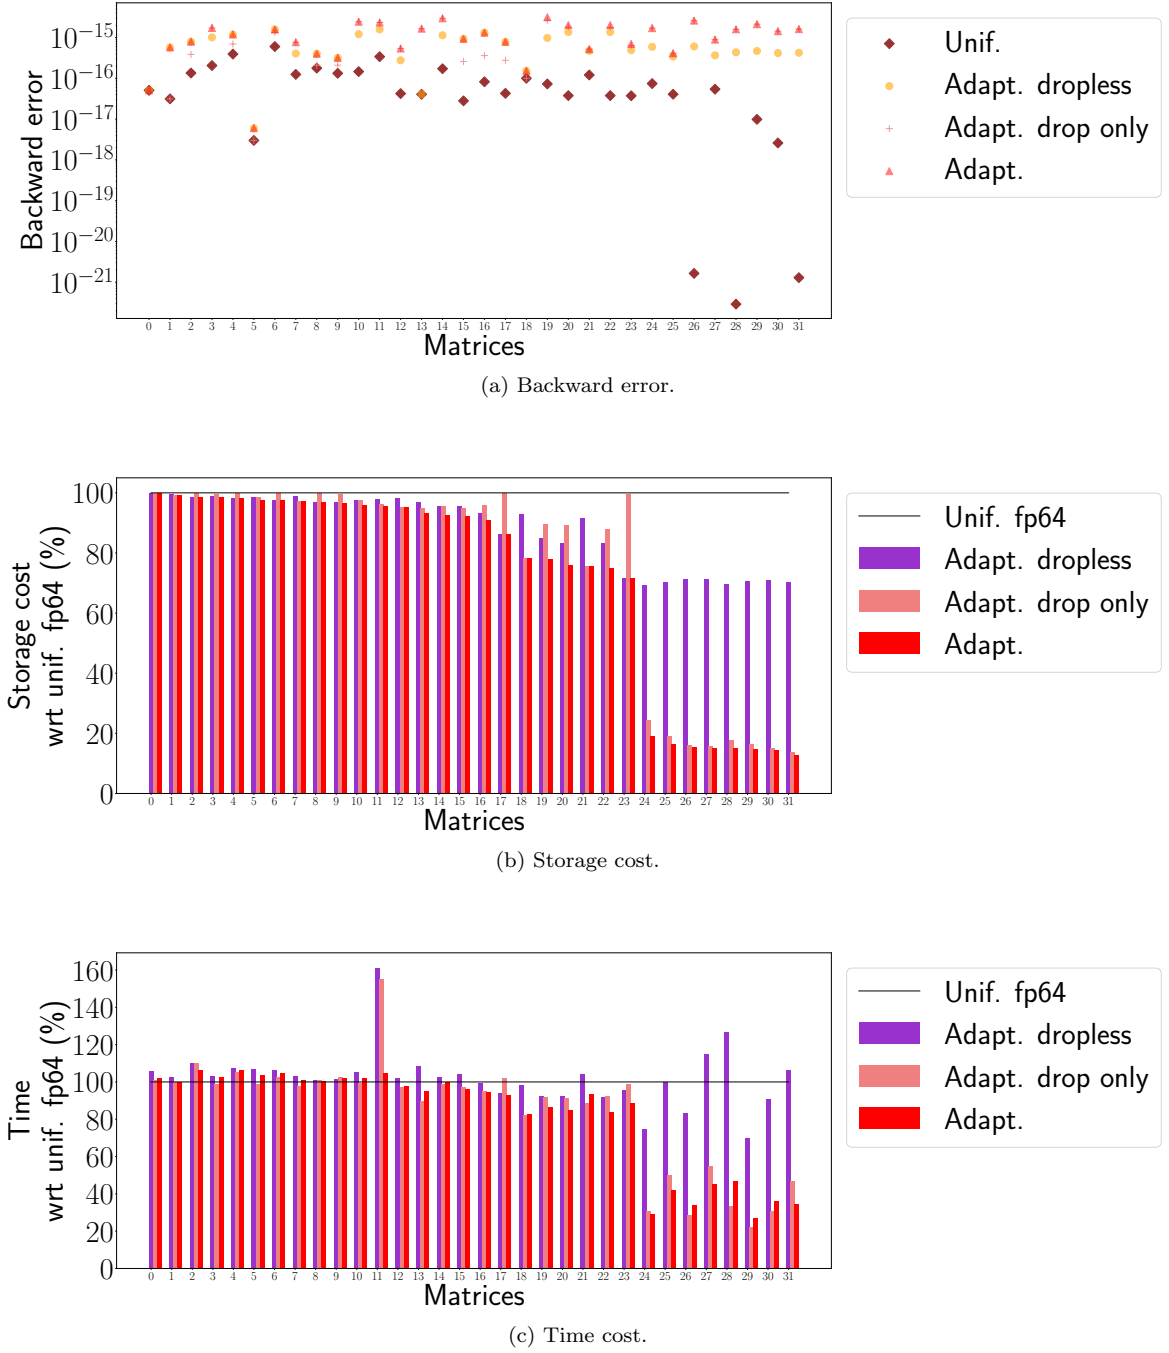 10−15
10−16
10−17
10−18
10−19
10−20
10−21
Backward error
0 1 2 3 4 5 6 7 8 9 10 11 12 13 14 15 16 17 18 19 20 21 22 23 24 25 26 27 28 29 30 31
Matrices
Unif.
Adapt. dropless
Adapt. drop only
Adapt.
(a) Backward error.
100
80
60
40
20
0
Storage cost
wrt unif. fp64 (%)
0 1 2 3 4 5 6 7 8 9 10 11 12 13 14 15 16 17 18 19 20 21 22 23 24 25 26 27 28 29 30 31
Matrices
Unif. fp64
Adapt. dropless
Adapt. drop only
Adapt.
(b) Storage cost.
160
140
120
100
80
60
40
20
0
Time
wrt unif. fp64 (%)
0 1 2 3 4 5 6 7 8 9 10 11 12 13 14 15 16 17 18 19 20 21 22 23 24 25 26 27 28 29 30 31
Matrices
Unif. fp64
Adapt. dropless
Adapt. drop only
Adapt.
(c) Time cost.